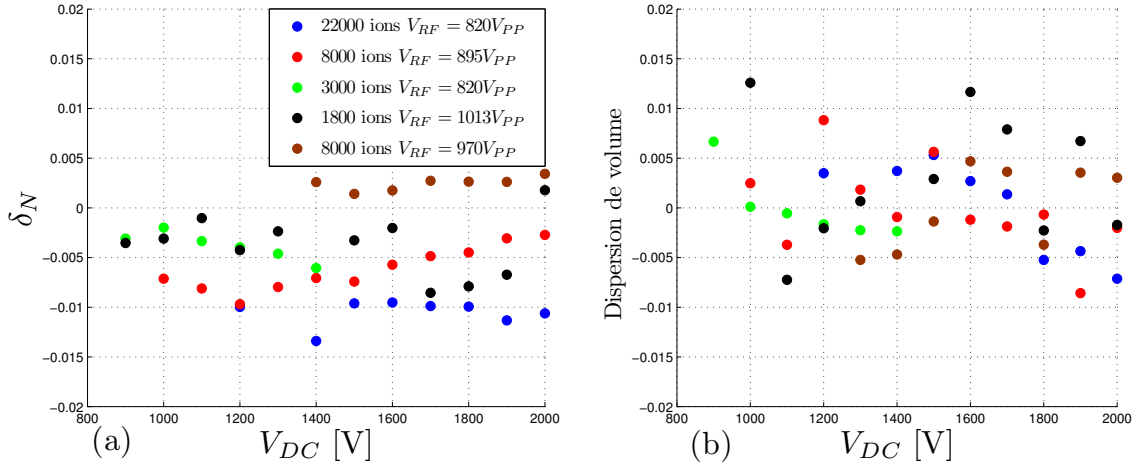 0.02
0.015
0.01
0.005
0
−0.005
−0.01
−0.015
−0.02
δ_N
22000 ions V_RF = 820V_PP
8000 ions V_RF = 895V_PP
3000 ions V_RF = 820V_PP
1800 ions V_RF = 1013V_PP
8000 ions V_RF = 970V_PP
800 1000 1200 1400 1600 1800 2000
(a) V_DC [V]
0.02
0.015
0.01
0.005
0
−0.005
−0.01
−0.015
−0.02
Dispersion de volume
800 1000 1200 1400 1600 1800 2000
(b) V_DC [V]